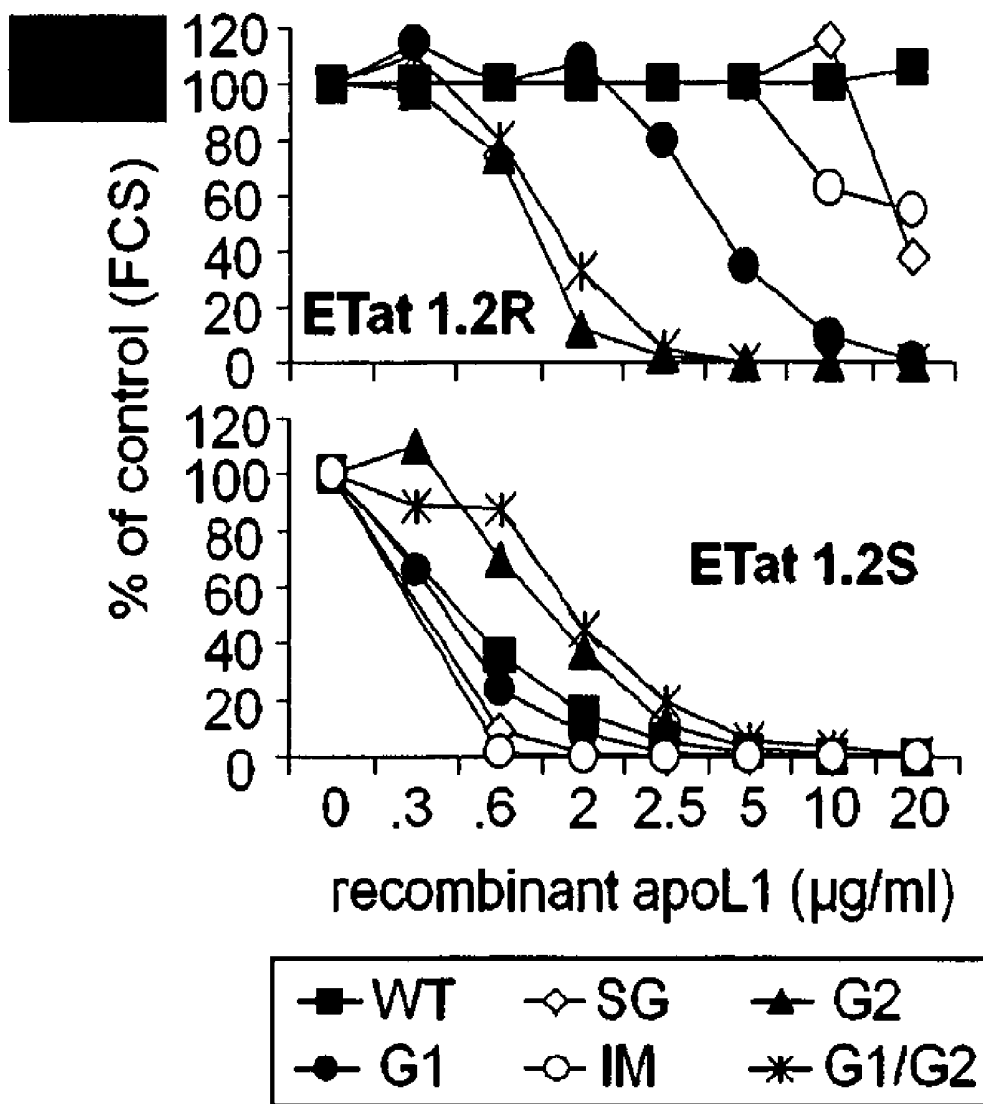 120
100
80
60
40
20
0
ETat 1.2R
% of control (FCS)
120
100
80
60
40
20
0
ETat 1.2S
0 .3 .6 2 2.5 5 10 20
recombinant apoL1 (µg/ml)
WT SG G2
G1 IM G1/G2